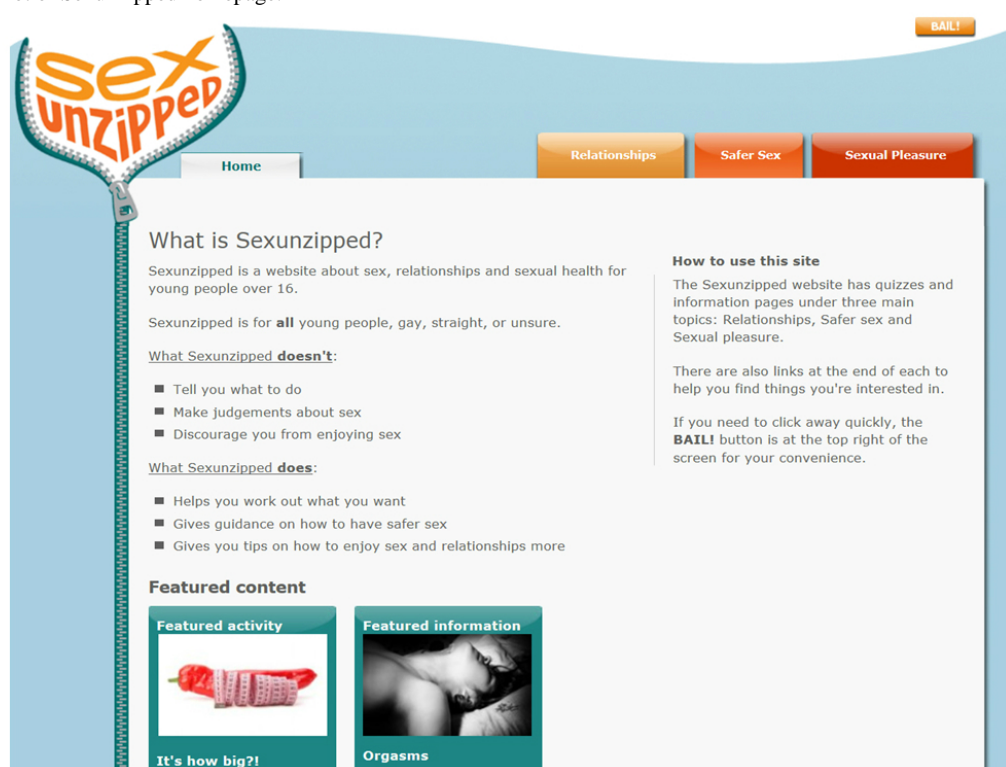 BAIL!
sex
unzipped
Home
Relationships
Safer Sex
Sexual Pleasure
What is Sexunzipped?
Sexunzipped is a website about sex, relationships and sexual health for
young people over 16.
Sexunzipped is for all young people, gay, straight, or unsure.
What Sexunzipped doesn't:
Tell you what to do
Make judgements about sex
Discourage you from enjoying sex
What Sexunzipped does:
Helps you work out what you want
Gives guidance on how to have safer sex
Gives you tips on how to enjoy sex and relationships more
How to use this site
The Sexunzipped website has quizzes and
information pages under three main
topics: Relationships, Safer sex and
Sexual pleasure.
There are also links at the end of each to
help you find things you're interested in.
If you need to click away quickly, the
BAIL! button is at the top right of the
screen for your convenience.
Featured content
Featured activity
It's how big?!
Featured information
Orgasms